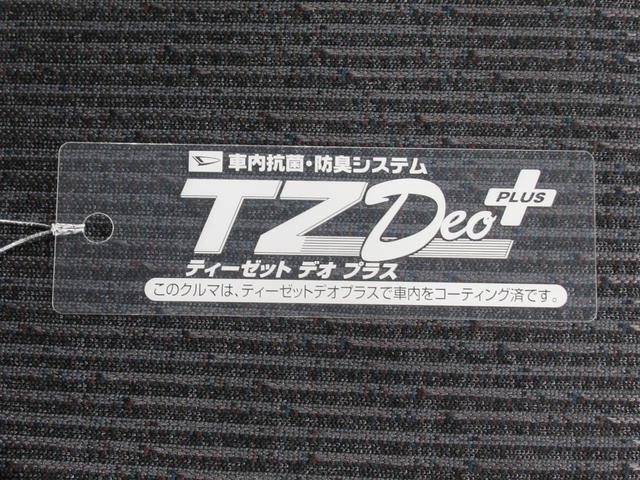 車内抗菌・防臭システム
TZ Deo PLUS
ティーゼット デオ プラス
このクルマは、ティーゼットデオプラスで車内をコーティング済です。